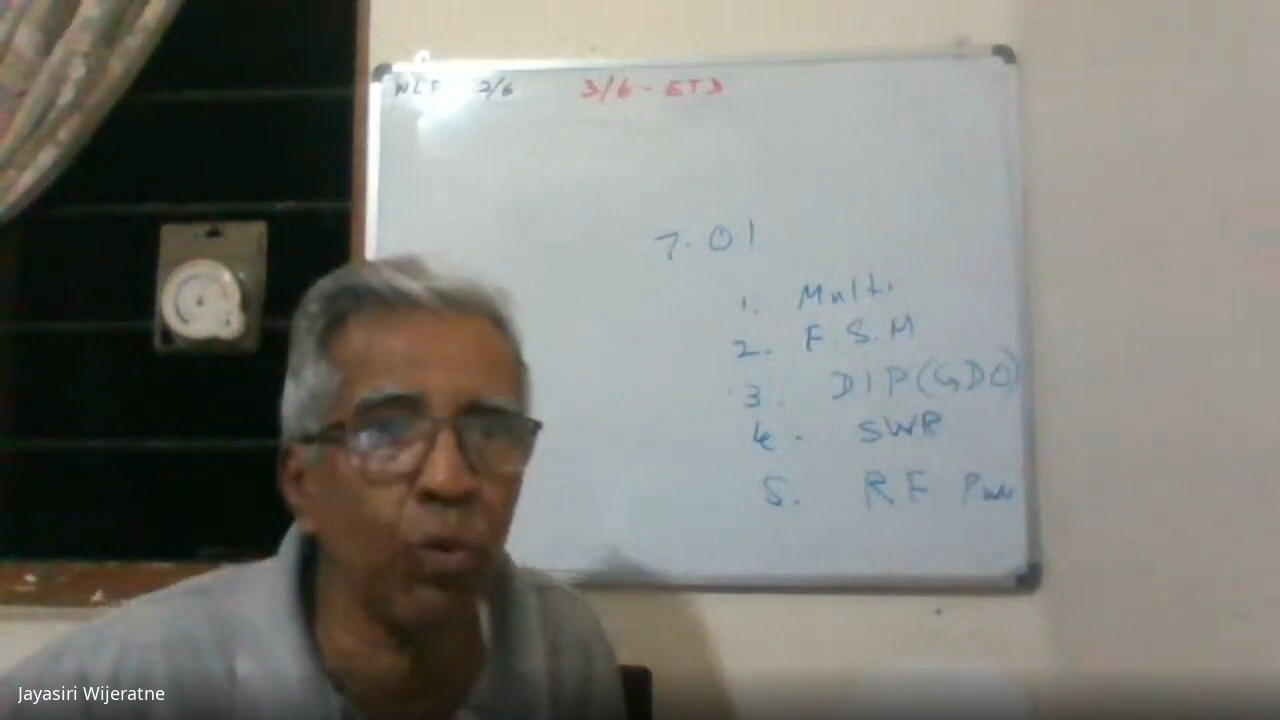 2/6 3/6 - ETD
7.01
1. Multi
2. F.S.M
3. DIP (GDO)
4. SWR
5. RF Pwr
Jayasiri Wijeratne